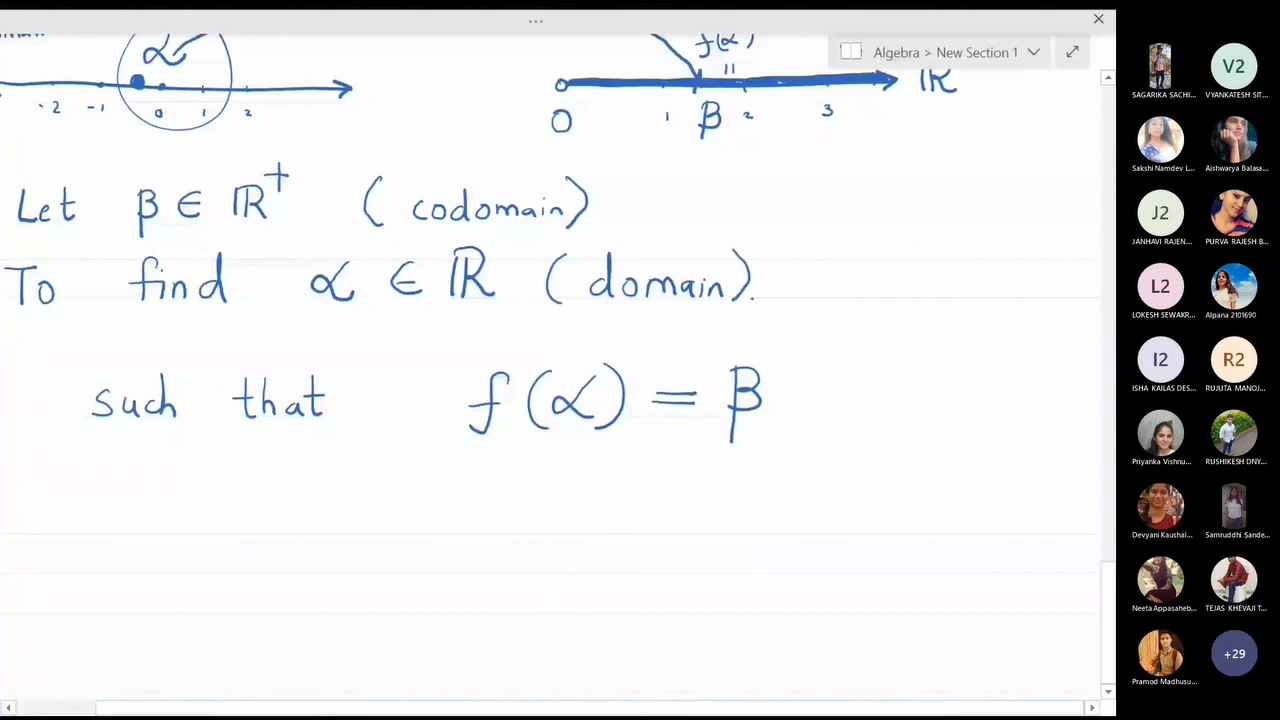 α
f(α)
Algebra > New Section 1
-2 -1 0 1 2
0 1 β 2 3
Let β ∈ ℝ⁺ (codomain)
To find α ∈ ℝ (domain).
such that f(α) = β
SAGARIKA SACHI...
V2
VYANKATESH SIT...
Sakshi Namdev L...
Aishwarya Balasa...
J2
JANHAVI RAJEN...
PURVA RAJESH B...
L2
LOKESH SEWAKR...
Alpana 2101690
I2
ISHA KAILAS DES...
R2
RUJUTA MANOJ...
Priyanka Vishnu...
RUSHIKESH DNY...
Devyani Kaushal...
Samruddhi Sande...
Neeta Appasaheb...
TEJAS KHEVAJI T...
Pramod Madhusu...
+29